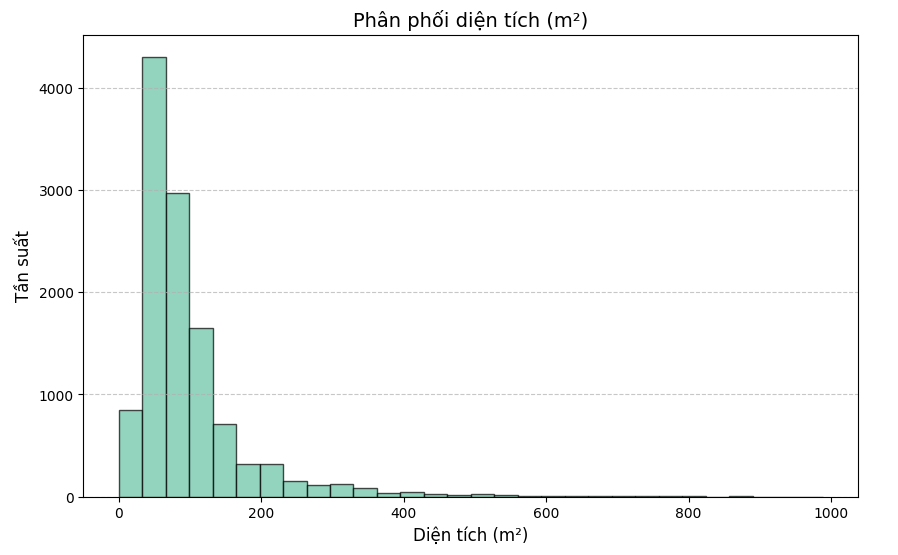 Phân phối diện tích (m²)
Tần suất
4000
3000
2000
1000
0
0 200 400 600 800 1000
Diện tích (m²)